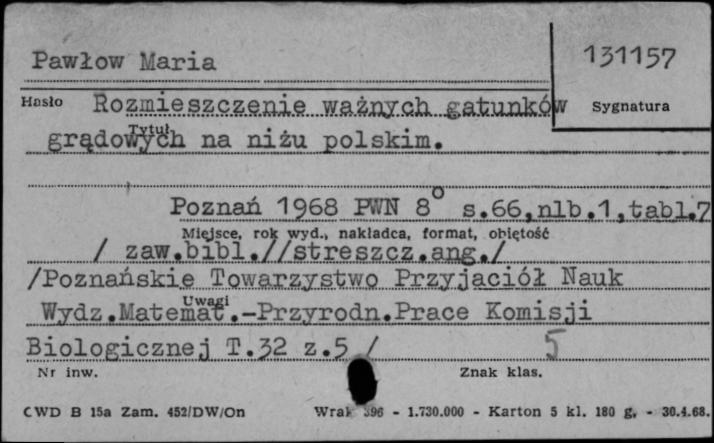 Pawłow Maria
131157
Hasło Rozmieszczenie ważnych gatunków
Sygnatura
Tytuł
grądowych na niżu polskim.
Poznań 1968 PWN 8° s.66,nlb.1,tabl.7
Miejsce, rok wyd., nakładca, format, objętość
/ zaw.bibl.//streszcz.ang./
/Poznańskie Towarzystwo Przyjaciół Nauk
Uwagi
Wydz.Matemat.-Przyrodn.Prace Komisji
Biologicznej T.32 z.5 / 5
Nr inw. Znak klas.
CWD B 15a Zam. 452/DW/On 396 - 1.730.000 - Karton 5 kl. 180 g. - 30.4.68.